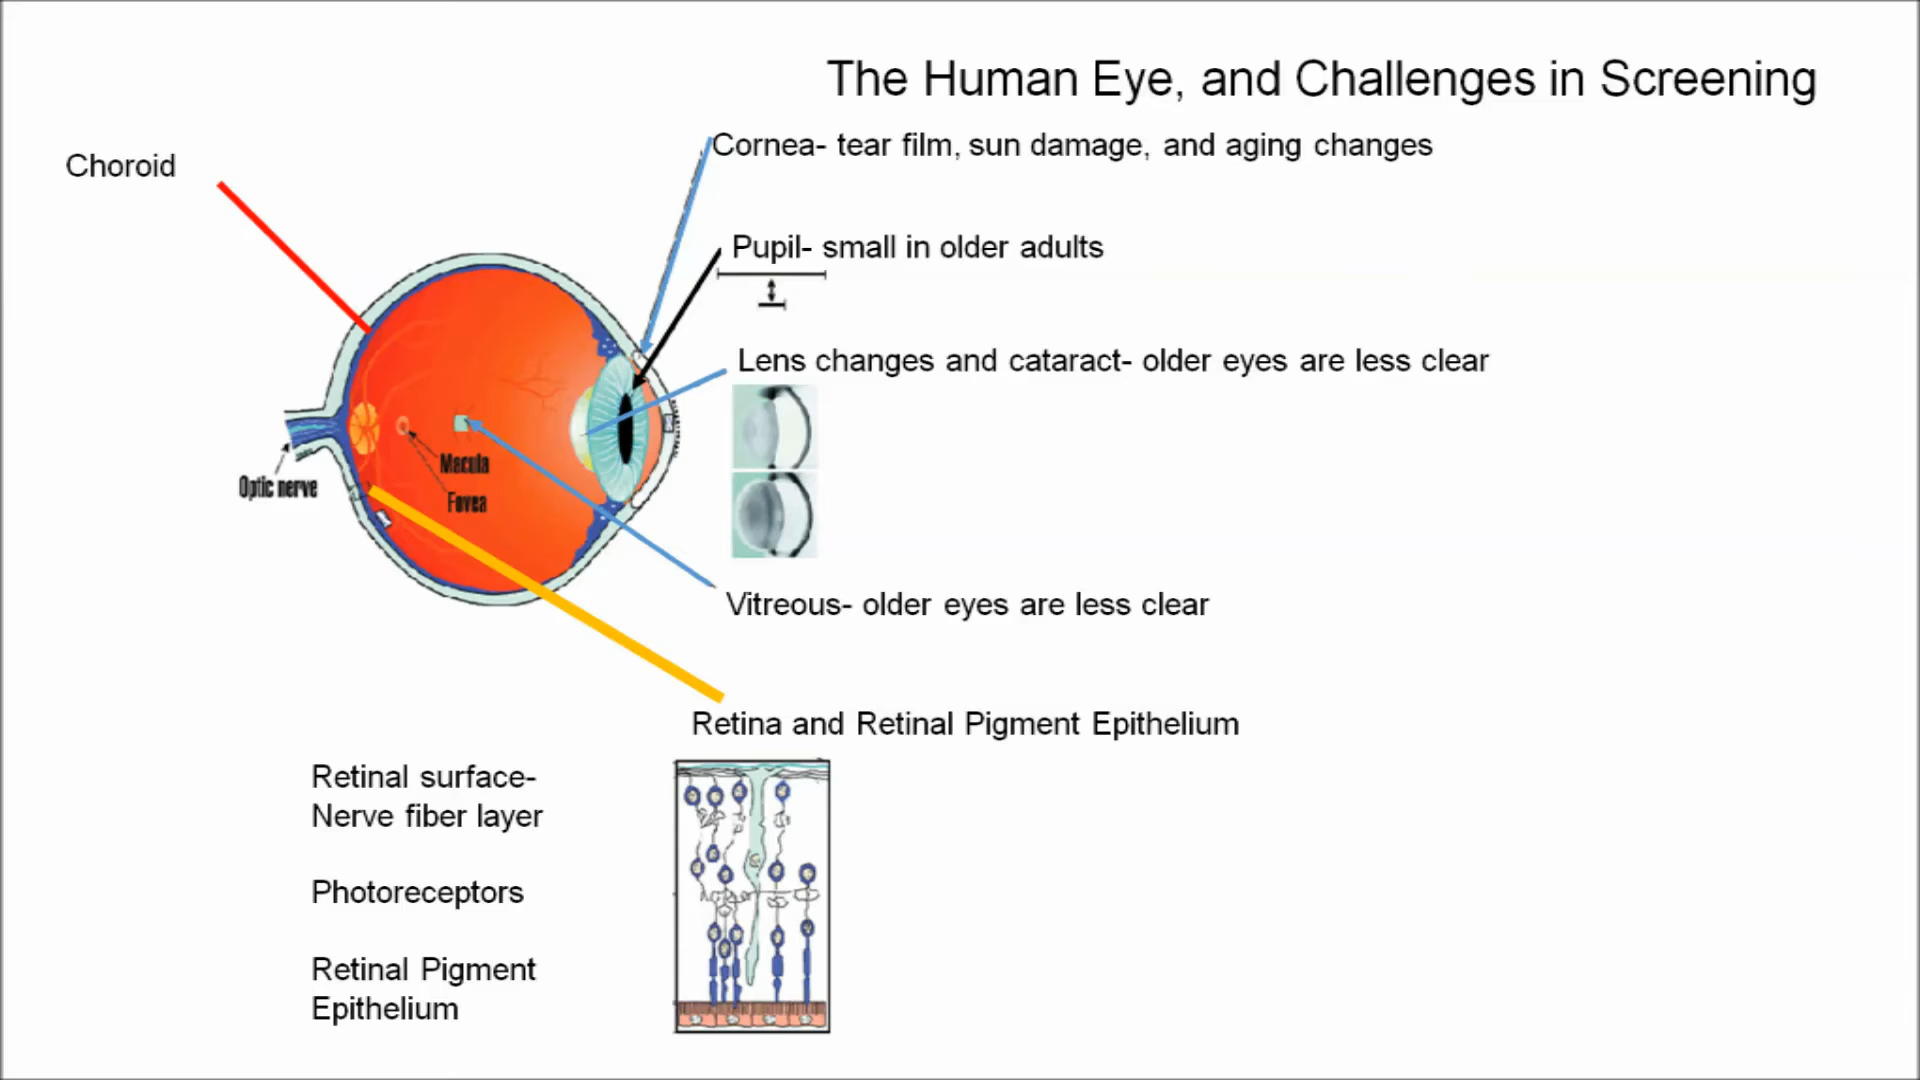 The Human Eye, and Challenges in Screening
Cornea- tear film, sun damage, and aging changes
Choroid
Pupil- small in older adults
Lens changes and cataract- older eyes are less clear
Macula
Optic nerve
Fovea
Vitreous- older eyes are less clear
Retina and Retinal Pigment Epithelium
Retinal surface-
Nerve fiber layer
Photoreceptors
Retinal Pigment
Epithelium